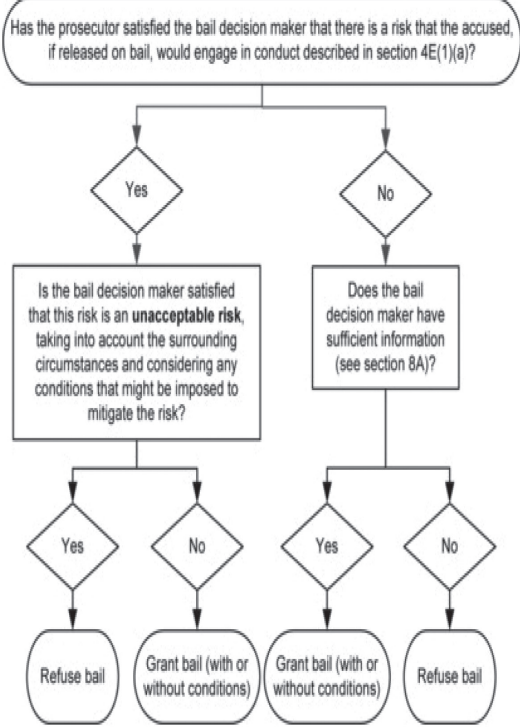 Has the prosecutor satisfied the bail decision maker that there is a risk that the accused,
if released on bail, would engage in conduct described in section 4E(1)(a)?
Yes
No
Is the bail decision maker satisfied
that this risk is an unacceptable risk,
taking into account the surrounding
circumstances and considering any
conditions that might be imposed to
mitigate the risk?
Does the bail
decision maker have
sufficient information
(see section 8A)?
Yes
No
Yes
No
Refuse bail
Grant bail (with or
without conditions)
Grant bail (with or
without conditions)
Refuse bail